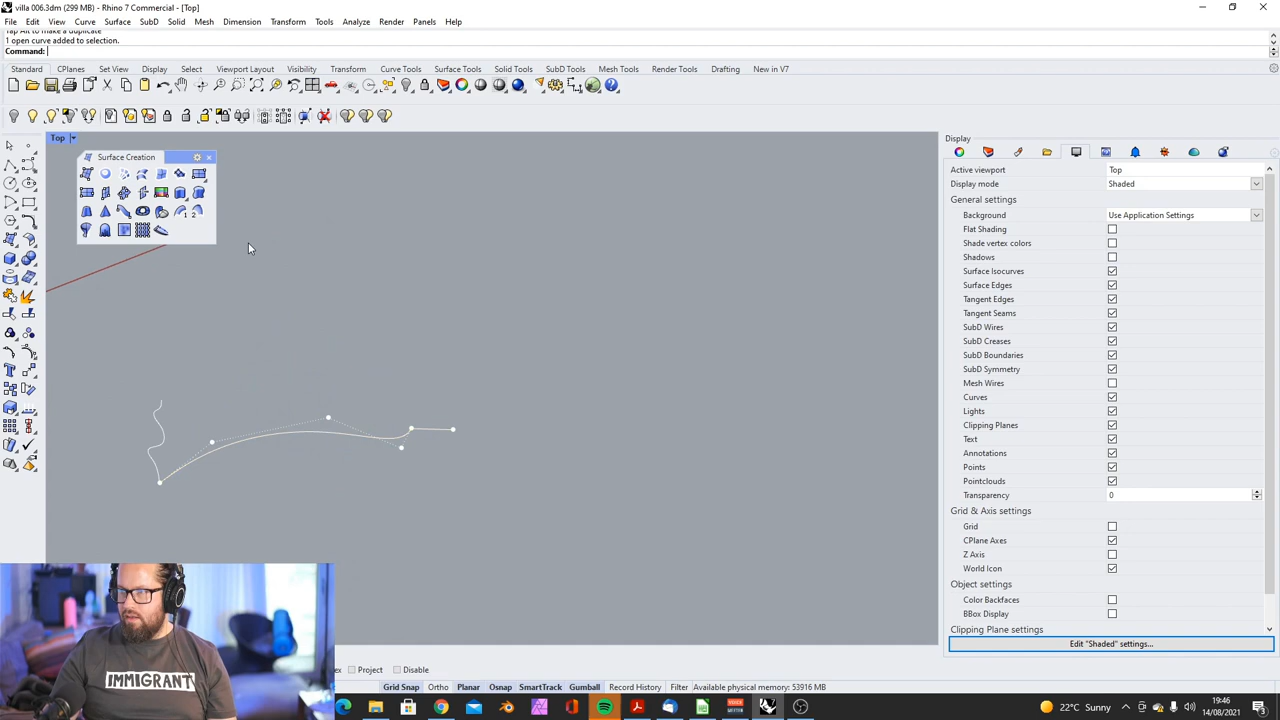 villa 006.3dm (299 MB) - Rhino 7 Commercial - [Top]
File Edit View Curve Surface SubD Solid Mesh Dimension Transform Tools Analyze Render Panels Help
Tap Alt to make a duplicate
1 open curve added to selection.
Command:
Standard CPlanes Set View Display Select Viewport Layout Visibility Transform Curve Tools Surface Tools Solid Tools SubD Tools Mesh Tools Render Tools Drafting New in V7
Top
Surface Creation
Display
Active viewport Top
Display mode Shaded
General settings
Background Use Application Settings
Flat Shading
Shade vertex colors
Shadows
Surface Isocurves
Surface Edges
Tangent Edges
Tangent Seams
SubD Wires
SubD Creases
SubD Boundaries
SubD Symmetry
Mesh Wires
Curves
Lights
Clipping Planes
Text
Annotations
Points
Pointclouds
Transparency 0
Grid & Axis settings
Grid
CPlane Axes
Z Axis
World Icon
Object settings
Color Backfaces
BBox Display
Clipping Plane settings
Edit "Shaded" settings...
IMMIGRANT
Project Disable
Grid Snap Ortho Planar Osnap SmartTrack Gumball Record History Filter Available physical memory: 53916 MB
22°C Sunny
19:46
14/08/2021